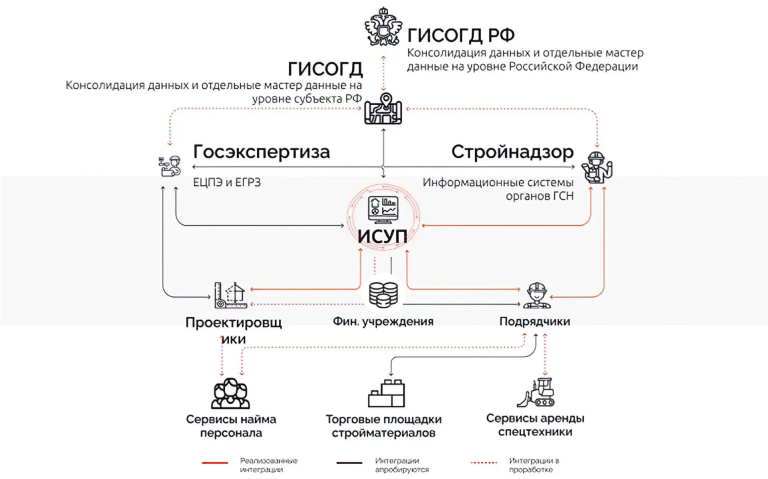 ГИСОГД РФ
Консолидация данных и отдельные мастер
данные на уровне Российской Федерации
ГИСОГД
Консолидация данных и отдельные мастер данные на
уровне субъекта РФ
Госэкспертиза
ЕЦПЭ и ЕГРЗ
Стройнадзор
Информационные системы
органов ГСН
ИСУП
Проектировщ
ики
Фин. учреждения
Подрядчики
Сервисы найма
персонала
Торговые площадки
стройматериалов
Сервисы аренды
спецтехники
Реализованные
интеграции
Интеграции
апробируются
Интеграции в
проработке